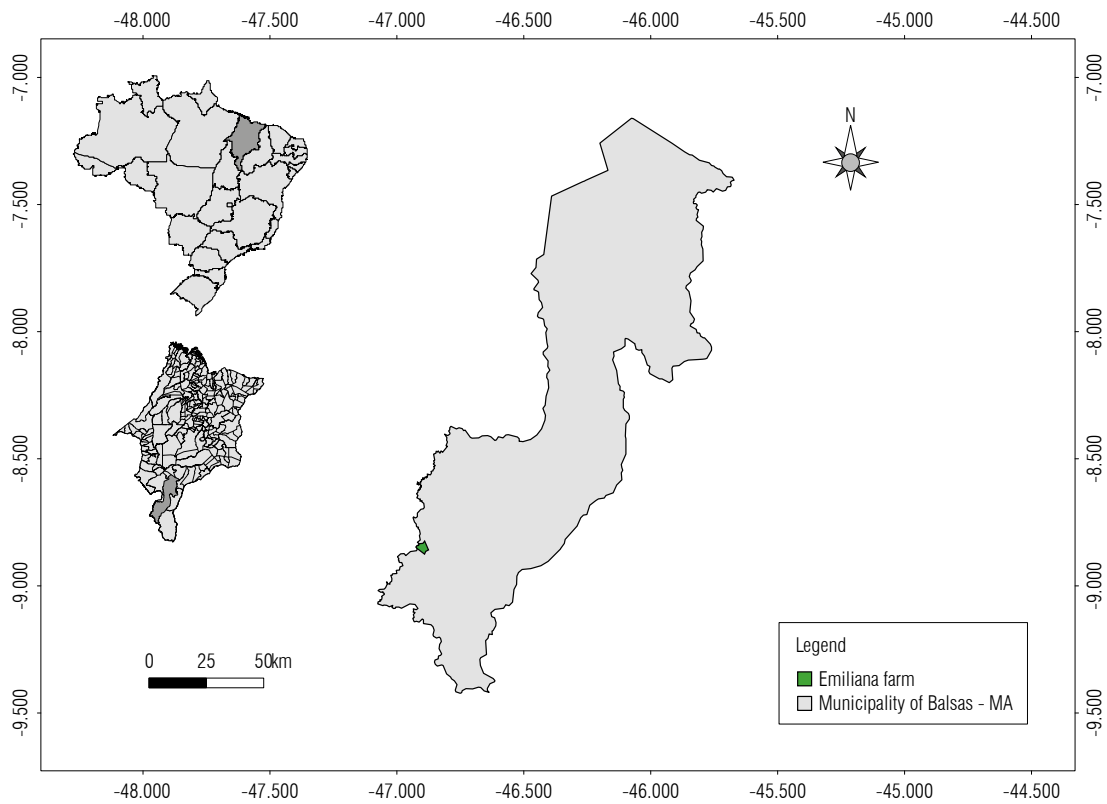 -48.000 -47.500 -47.000 -46.500 -46.000 -45.500 -45.000 -44.500
-7.000 -7.000
N
-7.500 -7.500
-8.000 -8.000
-8.500 -8.500
-9.000 -9.000
Legend
0 25 50km
Emiliana farm
Municipality of Balsas - MA
-9.500 -9.500
-48.000 -47.500 -47.000 -46.500 -46.000 -45.500 -45.000 -44.500